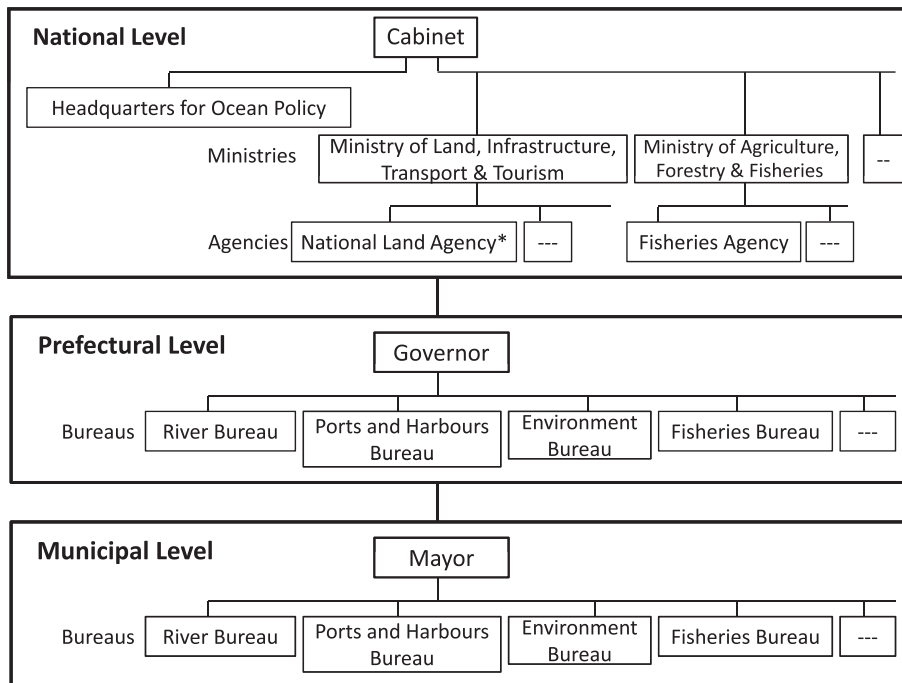 National Level
Cabinet
Headquarters for Ocean Policy
Ministries
Ministry of Land, Infrastructure,
Transport & Tourism
Ministry of Agriculture,
Forestry & Fisheries
--
Agencies
National Land Agency*
---
Fisheries Agency
---
Prefectural Level
Governor
Bureaus
River Bureau
Ports and Harbours
Bureau
Environment
Bureau
Fisheries Bureau
---
Municipal Level
Mayor
Bureaus
River Bureau
Ports and Harbours
Bureau
Environment
Bureau
Fisheries Bureau
---